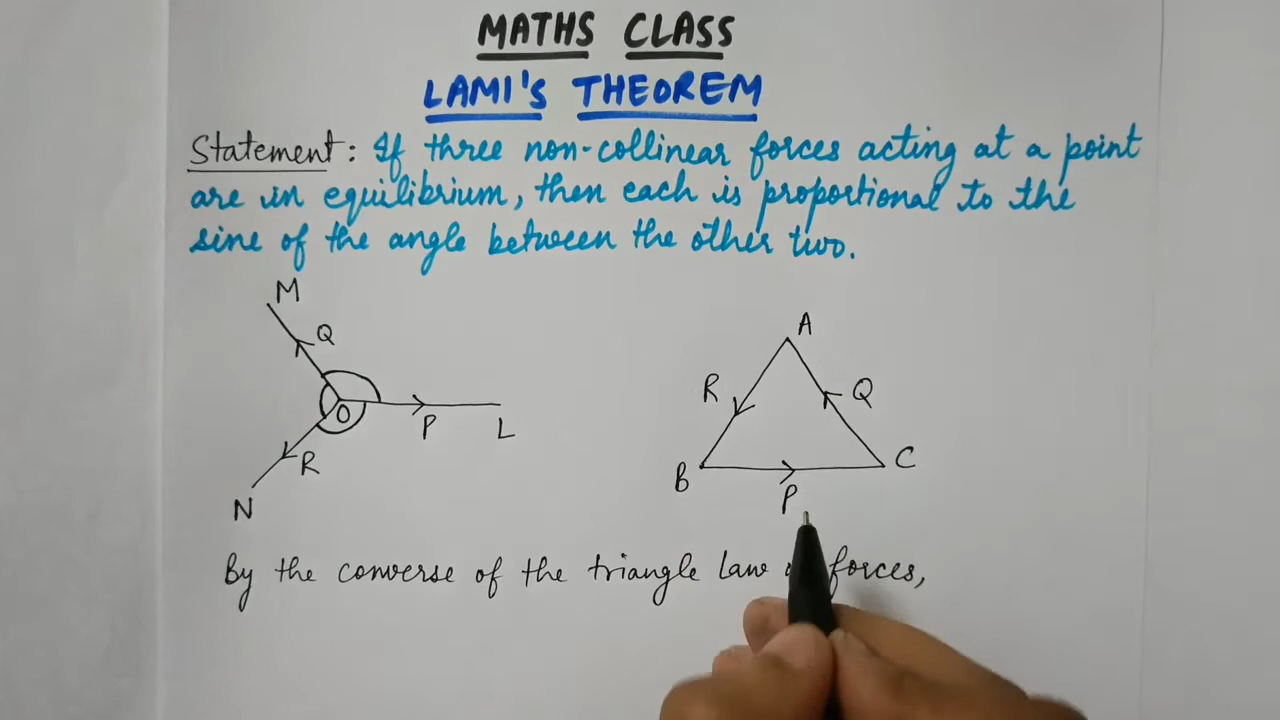 MATHS CLASS
LAMI'S THEOREM
Statement: If three non-collinear forces acting at a point
are in equilibrium, then each is proportional to the
sine of the angle between the other two.
M
Q
O
P
L
R
N
A
R
Q
B
C
P
By the converse of the triangle law forces,